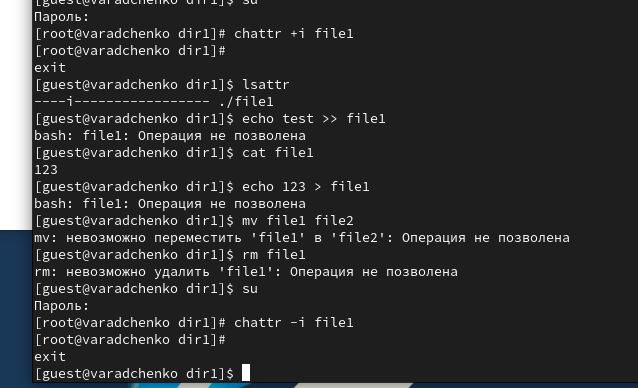 su
Пароль:
[root@varadchenko dir1]# chattr +i file1
[root@varadchenko dir1]#
exit
[guest@varadchenko dir1]$ lsattr
----i----------------- ./file1
[guest@varadchenko dir1]$ echo test >> file1
bash: file1: Операция не позволена
[guest@varadchenko dir1]$ cat file1
123
[guest@varadchenko dir1]$ echo 123 > file1
bash: file1: Операция не позволена
[guest@varadchenko dir1]$ mv file1 file2
mv: невозможно переместить 'file1' в 'file2': Операция не позволена
[guest@varadchenko dir1]$ rm file1
rm: невозможно удалить 'file1': Операция не позволена
[guest@varadchenko dir1]$ su
Пароль:
[root@varadchenko dir1]# chattr -i file1
[root@varadchenko dir1]#
exit
[guest@varadchenko dir1]$